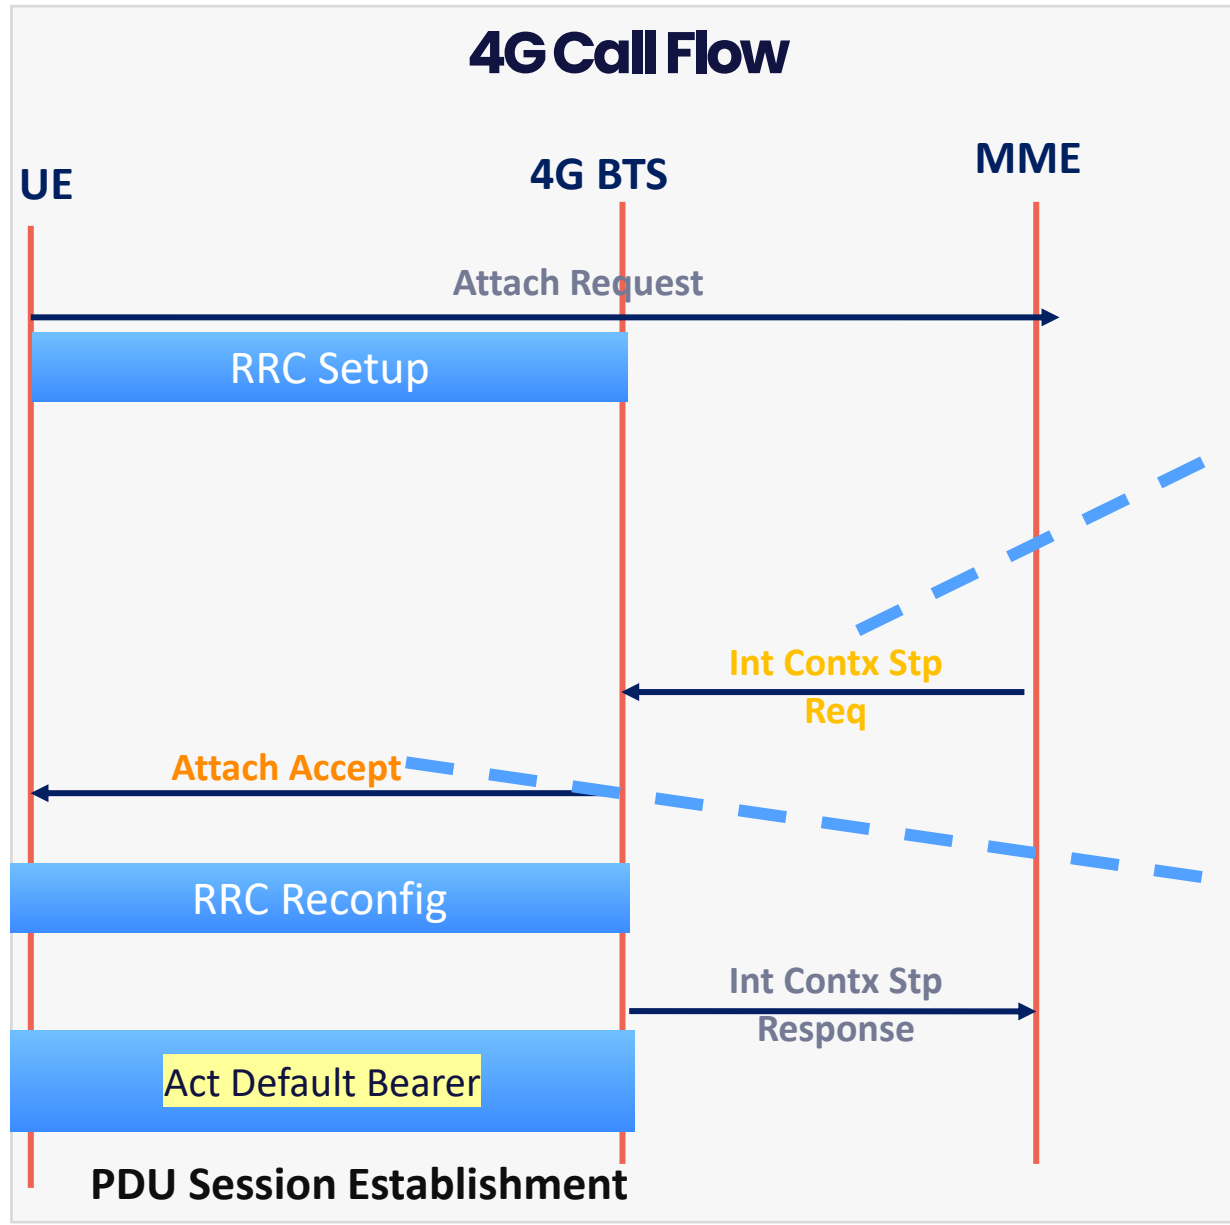 4G Call Flow
UE
4G BTS
MME
Attach Request
RRC Setup
Int Contx Stp
Req
Attach Accept
RRC Reconfig
Int Contx Stp
Response
Act Default Bearer
PDU Session Establishment